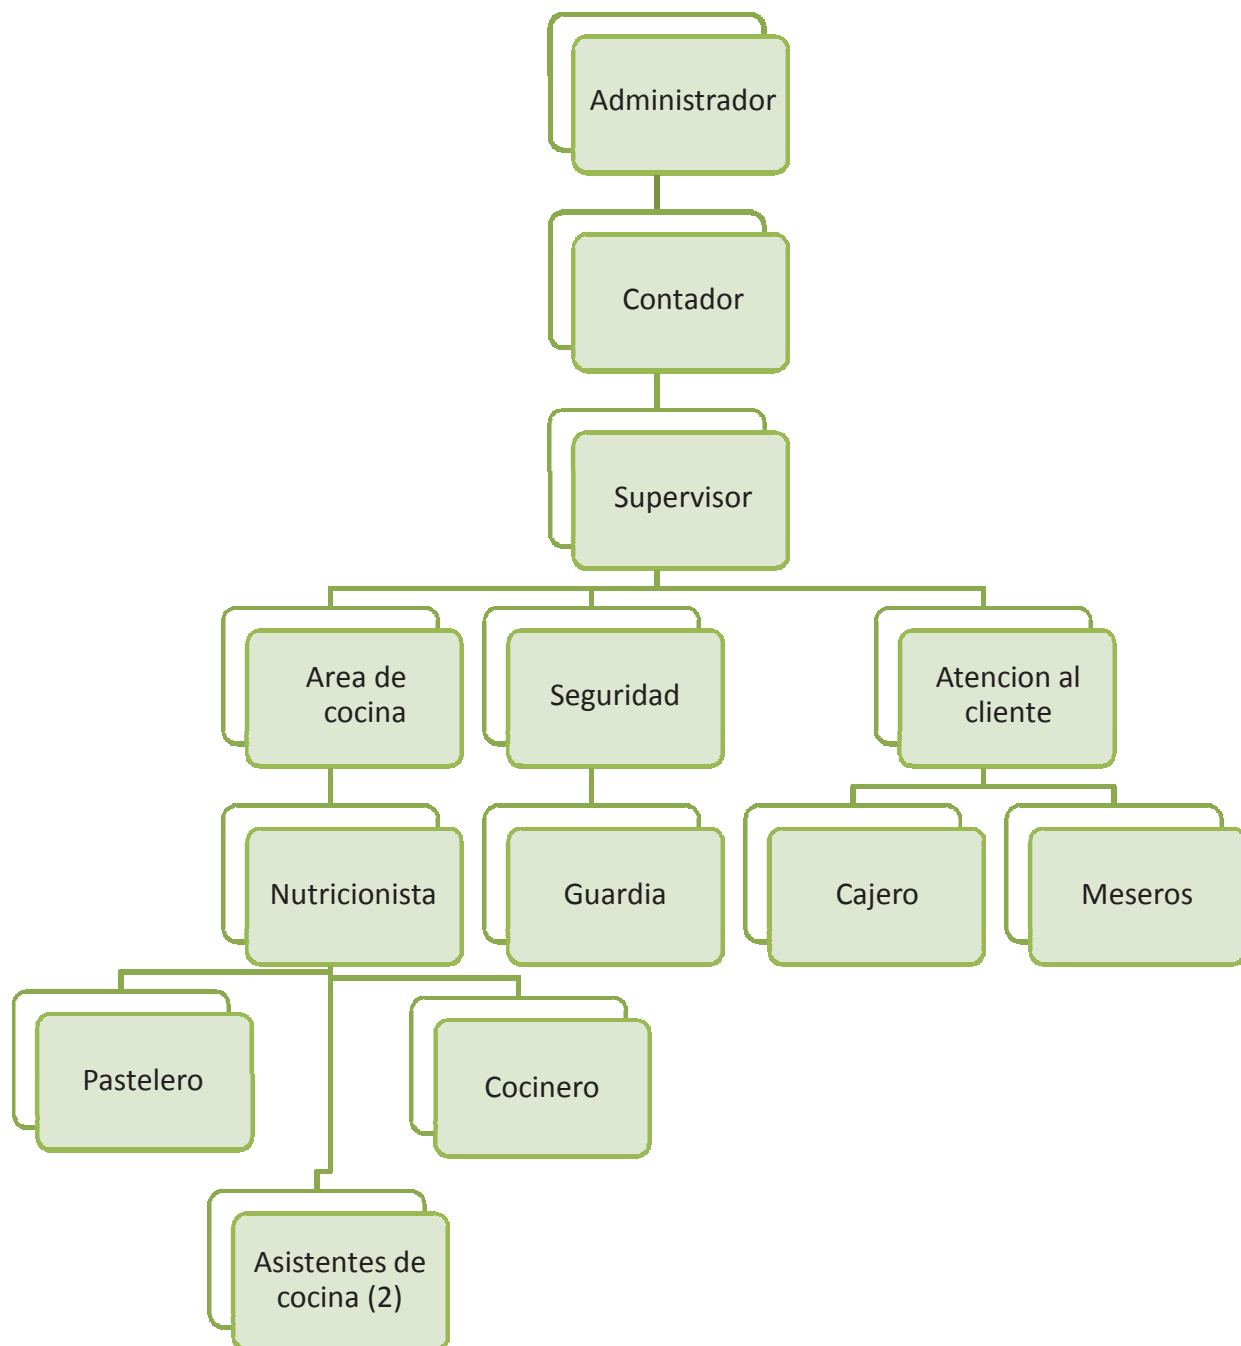 Administrador
Contador
Supervisor
Area de
cocina
Seguridad
Atencion al
cliente
Nutricionista
Guardia
Cajero
Meseros
Pastelero
Cocinero
Asistentes de
cocina (2)